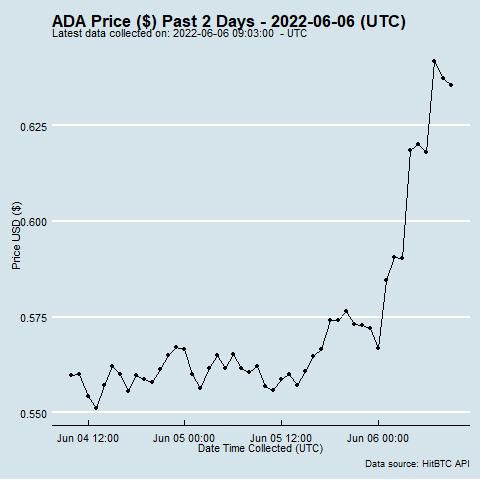 ADA Price ($) Past 2 Days - 2022-06-06 (UTC)
Latest data collected on: 2022-06-06 09:03:00  - UTC
Price USD ($)
0.625
0.600
0.575
0.550
Jun 04 12:00
Jun 05 00:00
Jun 05 12:00
Jun 06 00:00
Date Time Collected (UTC)
Data source: HitBTC API